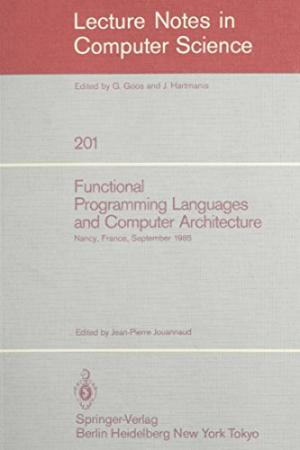 Lecture Notes in
Computer Science
Edited by G. Goos and J. Hartmanis
201
Functional
Programming Languages
and Computer Architecture
Nancy, France, September 1985
Edited by Jean-Pierre Jouannaud
Springer-Verlag
Berlin Heidelberg New York Tokyo